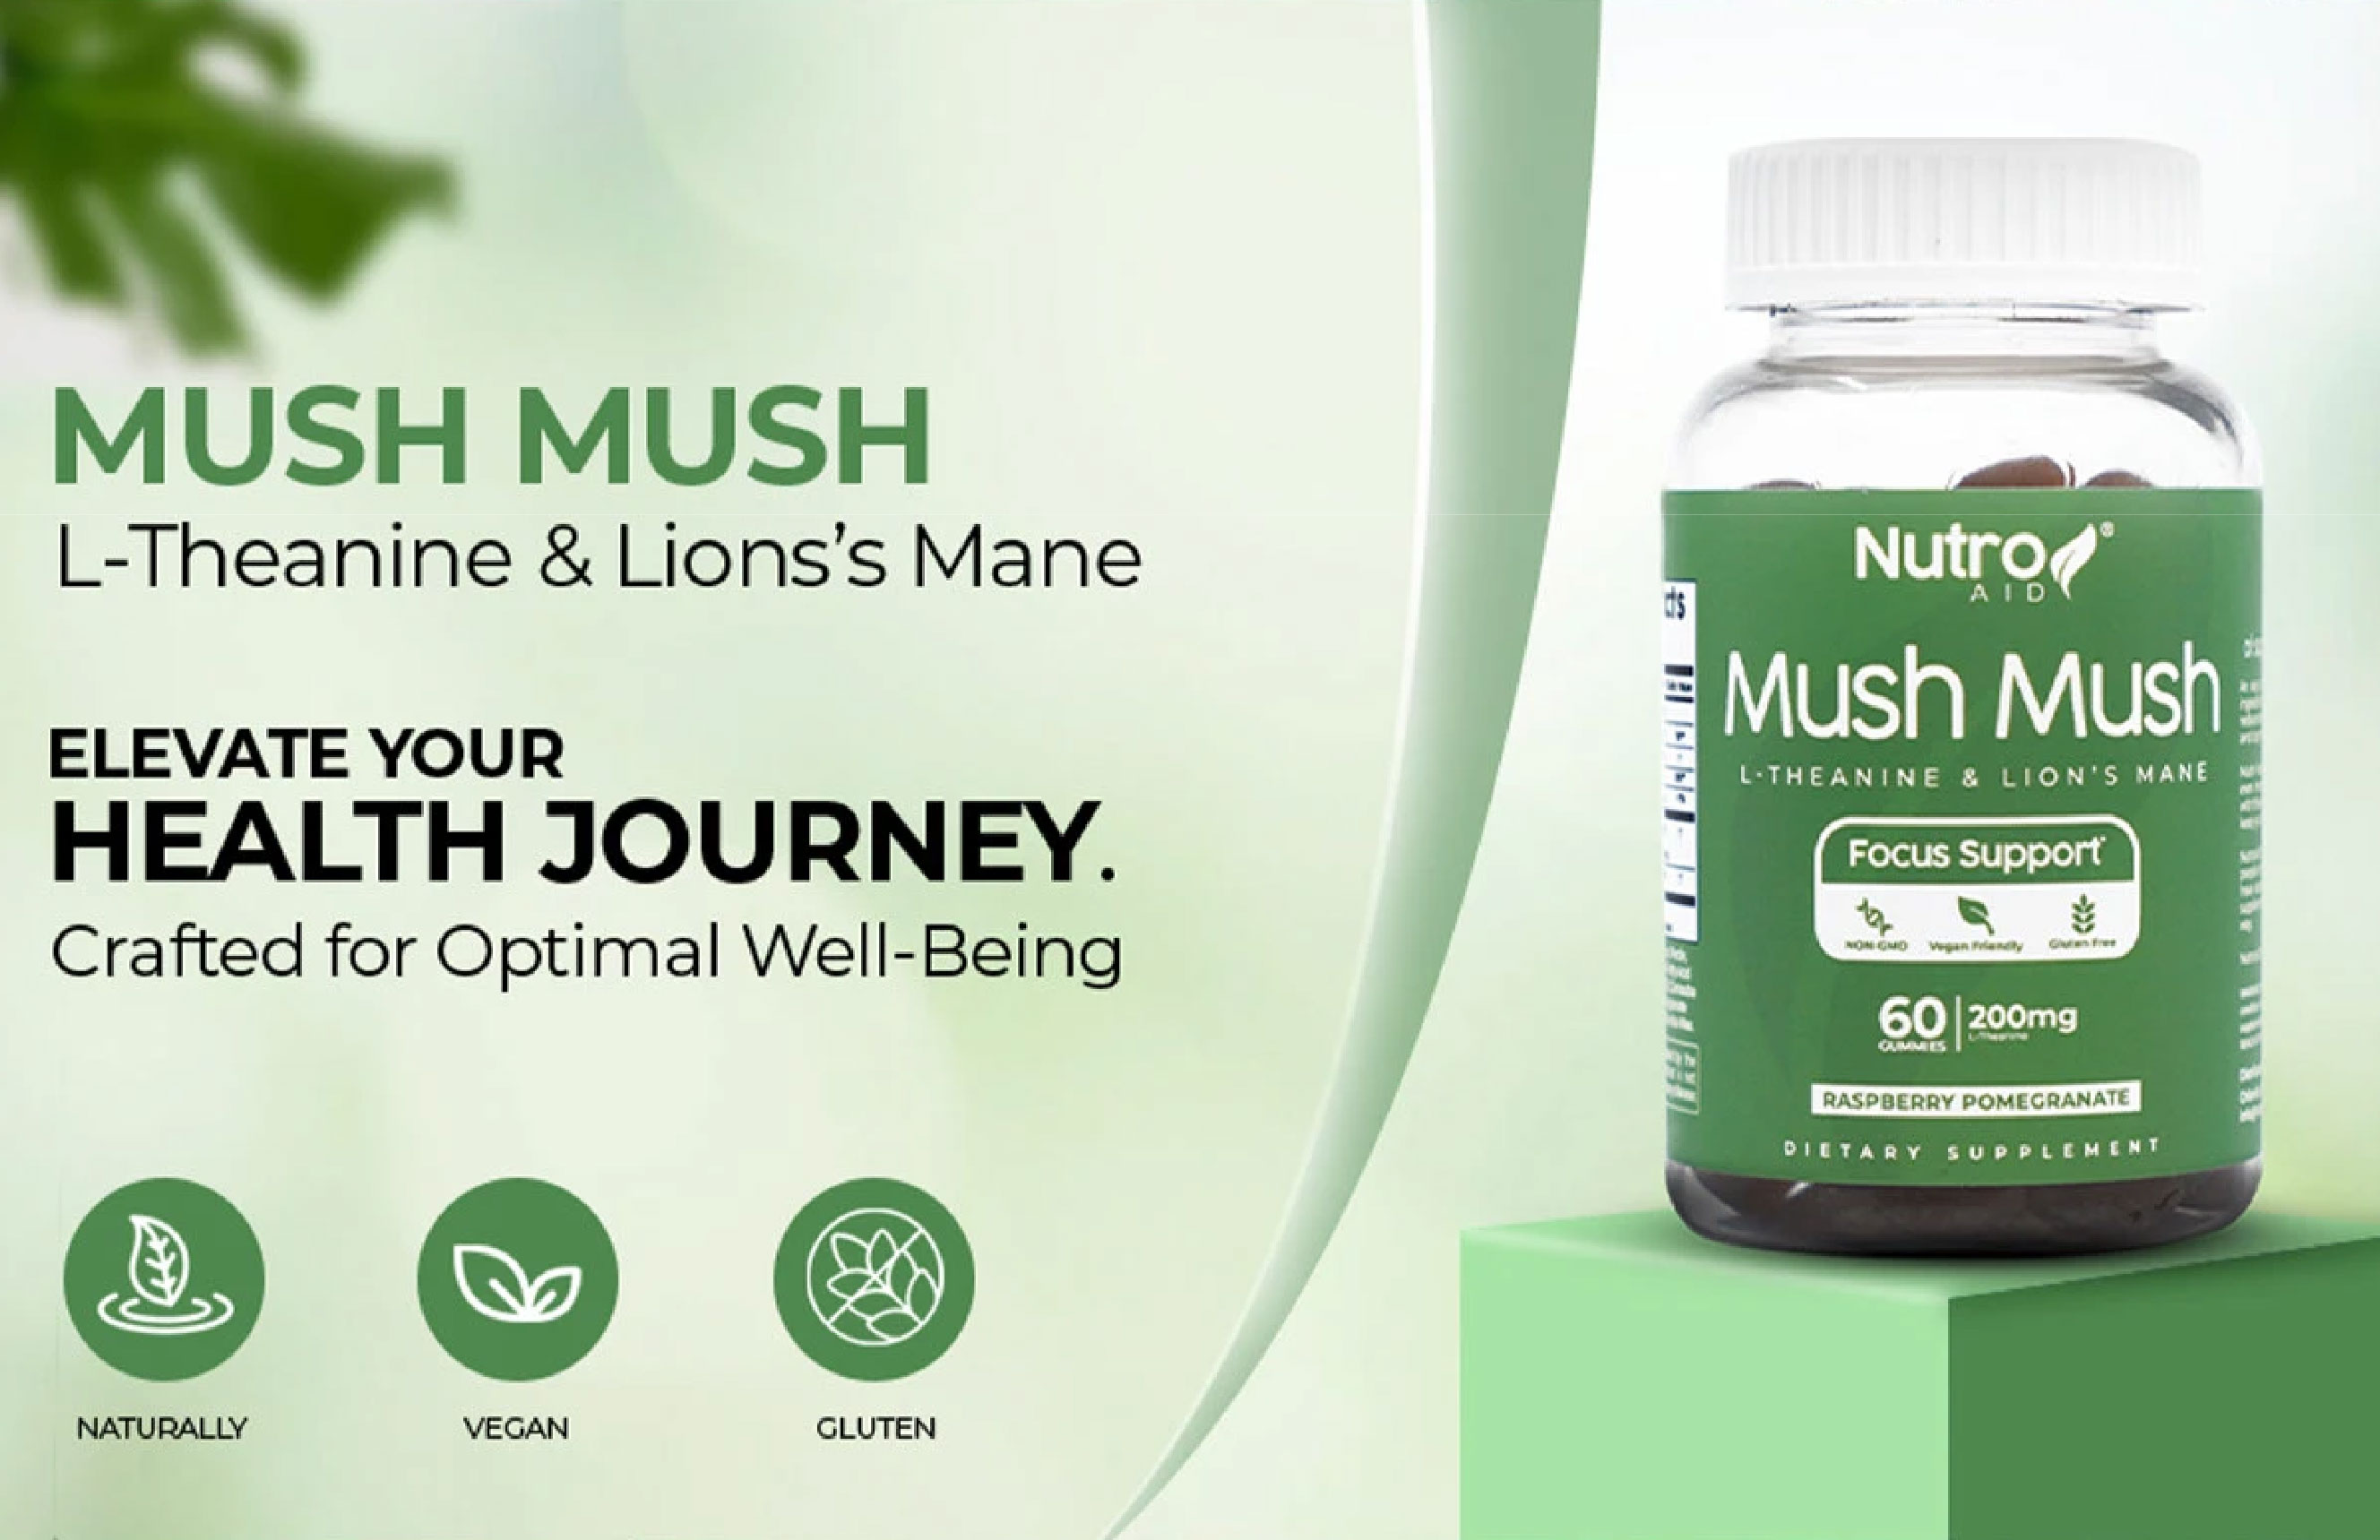 MUSH MUSH
L-Theanine & Lions's Mane
ELEVATE YOUR
HEALTH JOURNEY.
Crafted for Optimal Well-Being
NATURALLY
VEGAN
GLUTEN
Nutro®
AID
Mush Mush
L-THEANINE & LION'S MANE
Focus Support*
NON-GMO Vegan Friendly Gluten Free
60 | 200mg
GUMMIES L-Theanine
RASPBERRY POMEGRANATE
DIETARY SUPPLEMENT